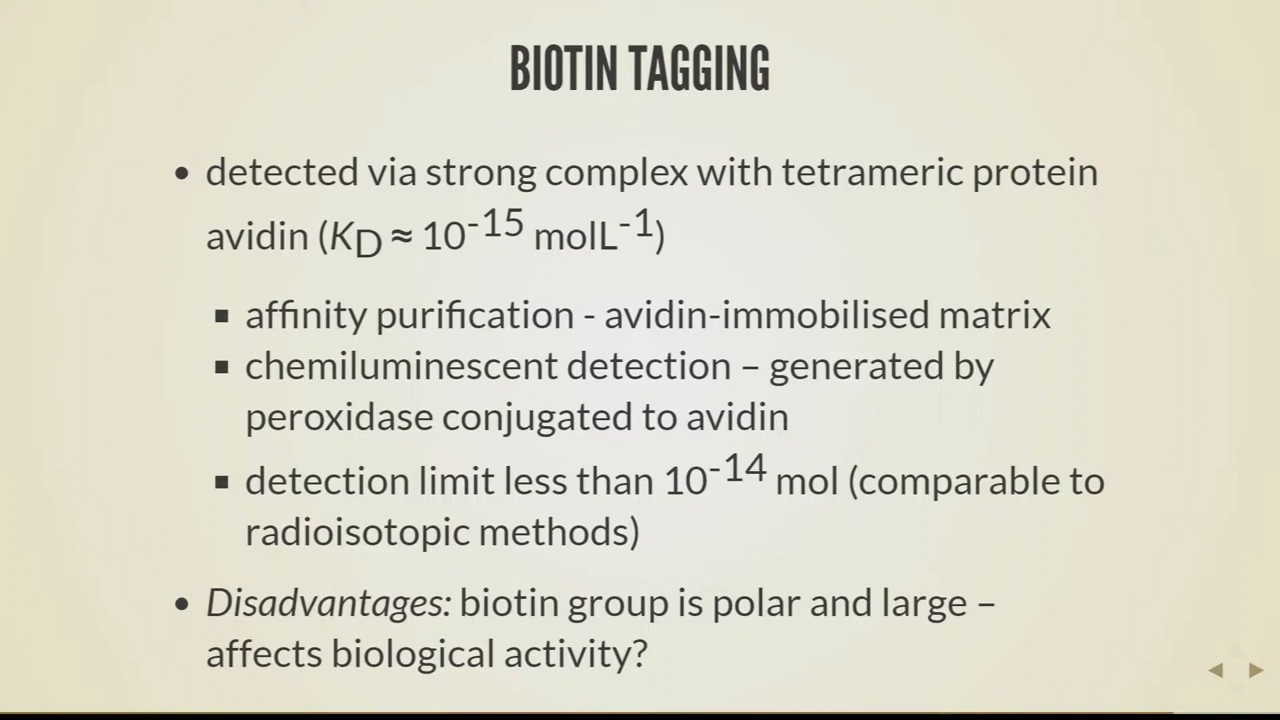 BIOTIN TAGGING
• detected via strong complex with tetrameric protein
avidin (K_D ≈ 10^-15 molL^-1)
▪ affinity purification - avidin-immobilised matrix
▪ chemiluminescent detection – generated by
peroxidase conjugated to avidin
▪ detection limit less than 10^-14 mol (comparable to
radioisotopic methods)
• Disadvantages: biotin group is polar and large –
affects biological activity?